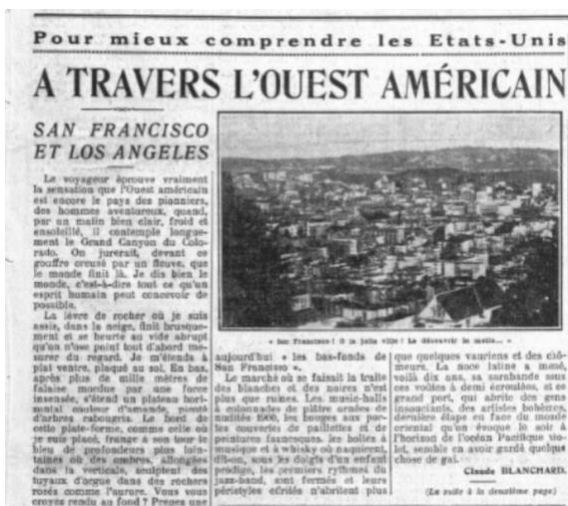 Pour mieux comprendre les Etats-Unis
A TRAVERS L'OUEST AMÉRICAIN
SAN FRANCISCO
ET LOS ANGELES
Le voyageur éprouve vraiment
la sensation que l'Ouest américain
est encore le pays des pionniers,
des hommes aventureux, quand,
par un matin bien clair, froid et
ensoleillé, il contemple longue-
ment le Grand Canyon du Colo-
rado. On jurerait, devant ce
gouffre creusé par un fleuve, que
le monde finit là. Je dis bien le
monde, c'est-à-dire tout ce qu'un
esprit humain peut concevoir de
possible.
La lèvre de rocher où je suis
assis, dans la neige, finit brusque-
ment et se heurte au vide abrupt
qu'on n'ose point tout d'abord me-
surer du regard. Je m'étends à
plat ventre, plaqué au sol. En bas,
après plus de mille mètres de
falaise mordue par une force
insensée, s'étend un plateau hori-
zontal couleur d'amande, planté
d'arbres rabougris. Le bord de
cette plate-forme, comme celle où
je suis placé, frange à son tour le
bleu de profondeurs plus loin-
taines où des ombres, allongées
dans la verticale, sculptent des
tuyaux d'orgue dans des rochers
rosés comme l'aurore. Vous vous
croyez rendu au fond ? Prenez une
« San Francisco ! O la jolie ville ! La découvrir le matin... »
aujourd'hui « les bas-fonds de
San Francisco ».
Le marché où se faisait la traite
des blanches et des noires n'est
plus que ruines. Les music-halls
à colonnades de plâtre ornées de
nudités 1900, les bouges aux por-
tes couvertes de paillettes et de
peintures faunesques, les boîtes à
musique et à whisky où naquirent,
dit-on, sous les doigts d'un enfant
prodige, les premiers rythmes du
jazz-band, sont fermés et leurs
péristyles effrités n'abritent plus
que quelques vauriens et des chô-
meurs. La noce latine a mené,
voilà dix ans, sa sarabande sous
ces voûtes à demi écroulées, et ce
grand port, qui abrite des gens
insouciants, des artistes bohèmes,
dernière étape en face du monde
oriental qu'on évoque le soir à
l'horizon de l'océan Pacifique vio-
let, semble en avoir gardé quelque
chose de gai.
Claude BLANCHARD.
(La suite à la deuxième page)